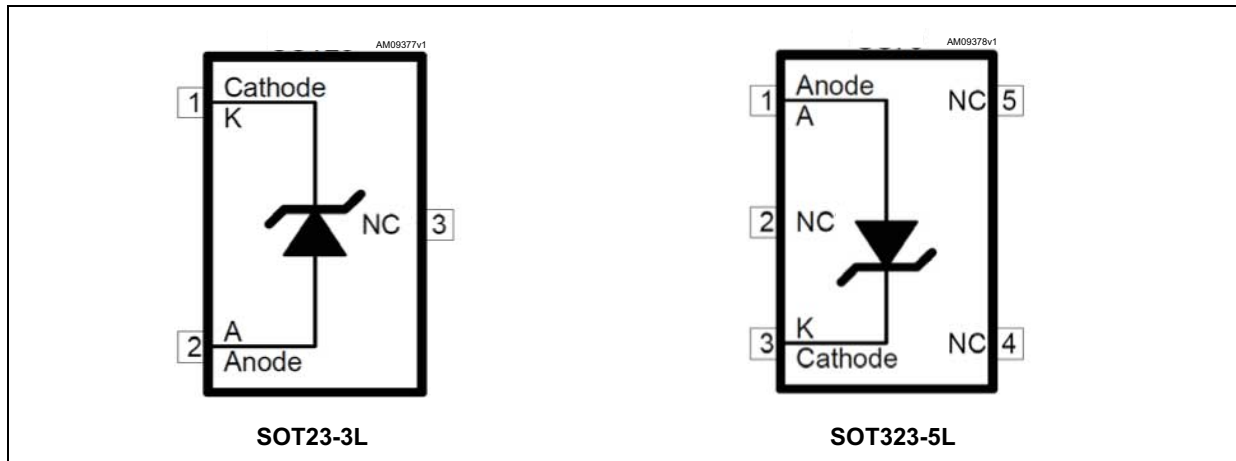 AM09377v1
1
Cathode
K
NC
3
2
A
Anode
SOT23-3L
AM09378v1
1
Anode
A
NC
5
2
NC
3
K
Cathode
NC
4
SOT323-5L